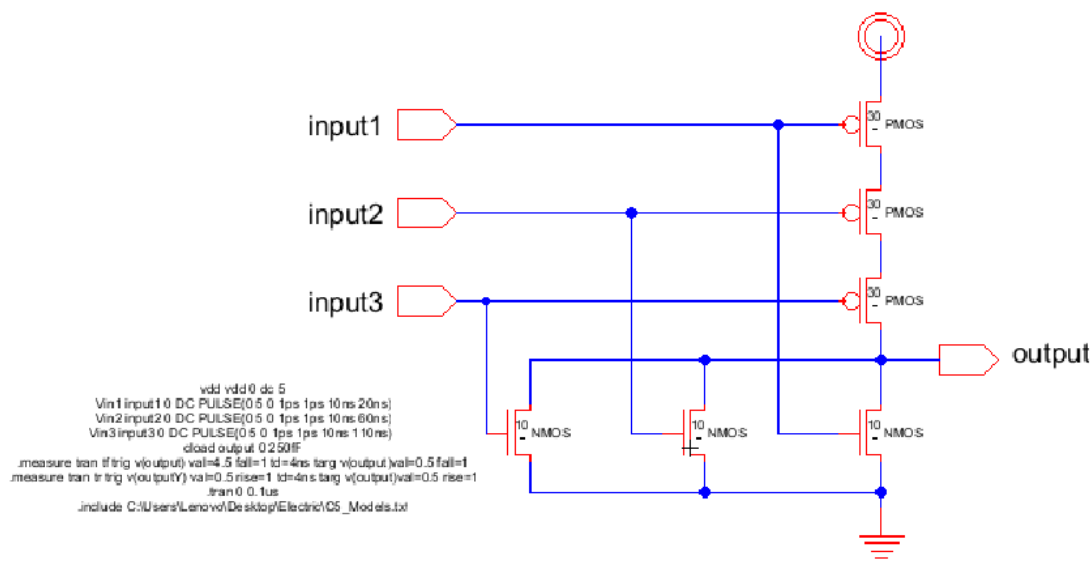 30
PMOS
input1
30
PMOS
input2
30
PMOS
input3
output
10
NMOS
10
NMOS
10
NMOS
vdd vdd 0 dc 5
Vin1 input1 0 DC PULSE(0 5 0 1ps 1ps 10ns 20ns)
Vin2 input2 0 DC PULSE(0 5 0 1ps 1ps 10ns 60ns)
Vin3 input3 0 DC PULSE(0 5 0 1ps 1ps 10ns 110ns)
cload output 0 250fF
.measure tran tf trig v(output) val=4.5 fall=1 td=4ns targ v(output) val=0.5 fall=1
.measure tran tr trig v(outputY) val=0.5 rise=1 td=4ns targ v(output) val=0.5 rise=1
.tran 0 0.1us
.include C:\Users\Lenovo\Desktop\Electric\C5_Models.txt